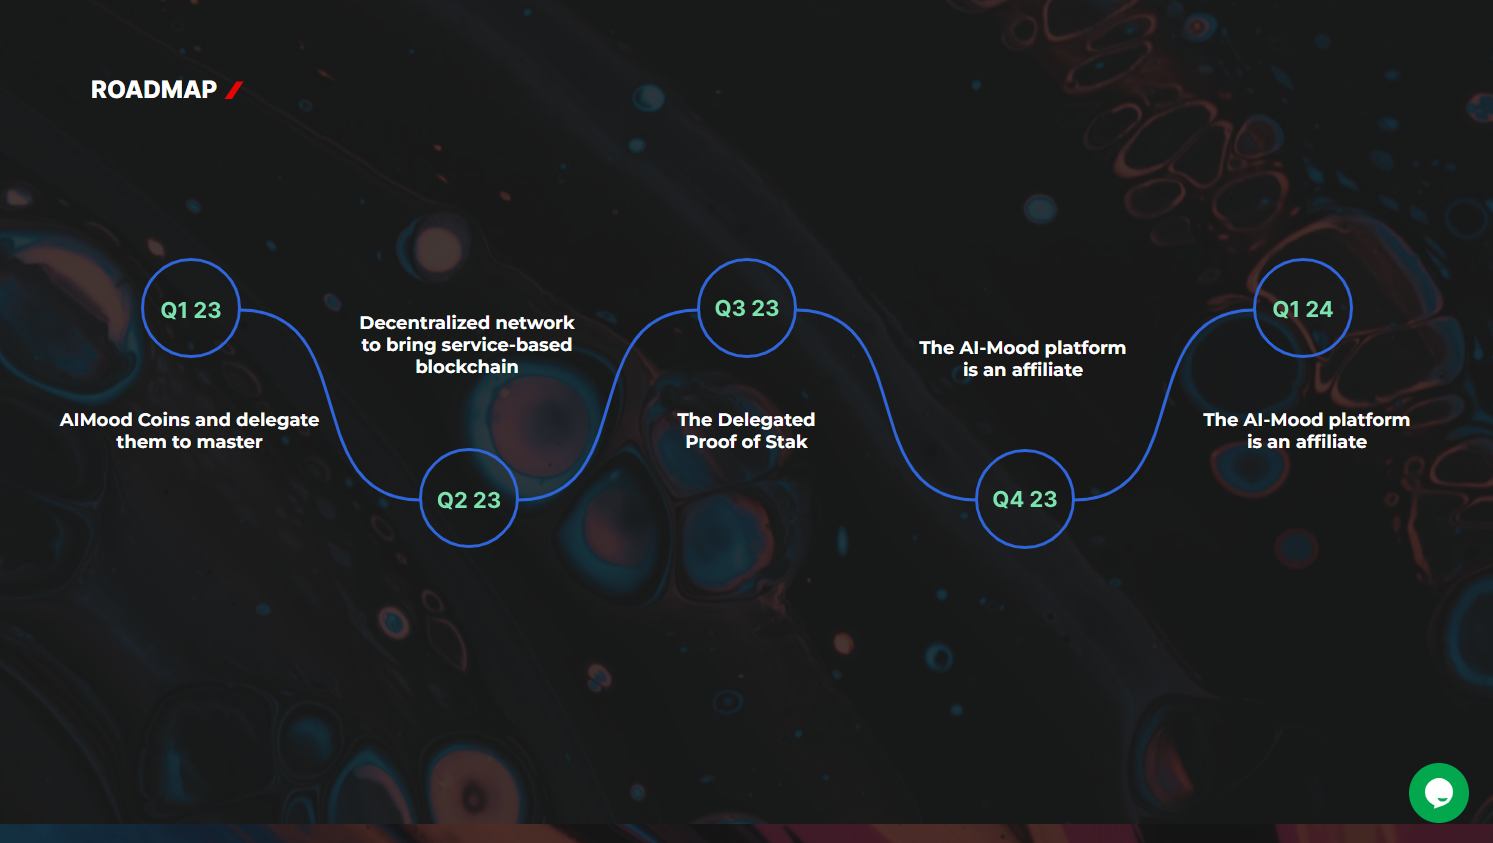 ROADMAP
Q1 23
AIMood Coins and delegate
them to master
Decentralized network
to bring service-based
blockchain
Q2 23
Q3 23
The Delegated
Proof of Stak
The AI-Mood platform
is an affiliate
Q4 23
Q1 24
The AI-Mood platform
is an affiliate